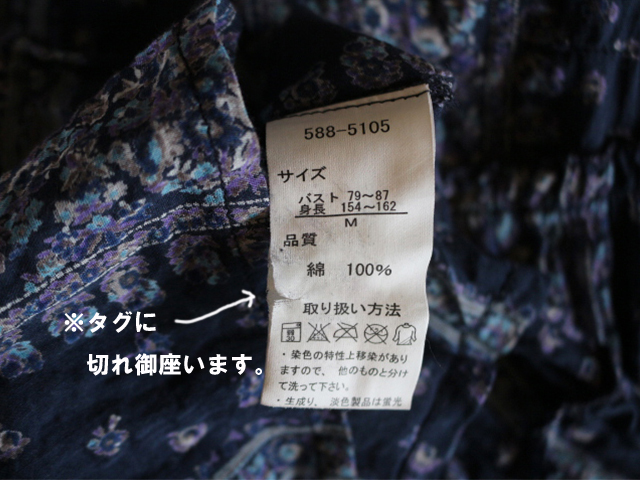 588-5105
サイズ
バスト 79～87
身長 154～162
M
品質
綿 100%
取り扱い方法
・染色の特性上移染があり
ますので、他のものと分け
て洗って下さい。
・生成り、淡色製品は蛍光
※タグに
切れ御座います。